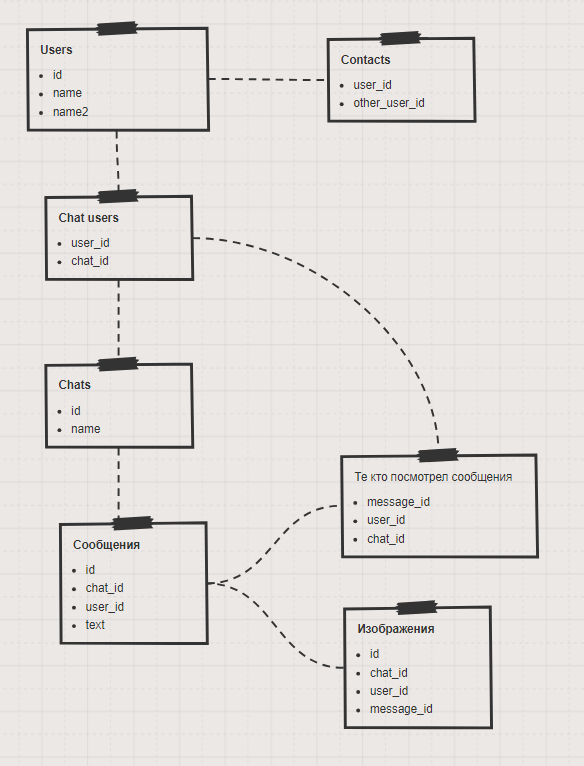 Users
id
name
name2
Contacts
user_id
other_user_id
Chat users
user_id
chat_id
Chats
id
name
Те кто посмотрел сообщения
message_id
user_id
chat_id
Сообщения
id
chat_id
user_id
text
Изображения
id
chat_id
user_id
message_id